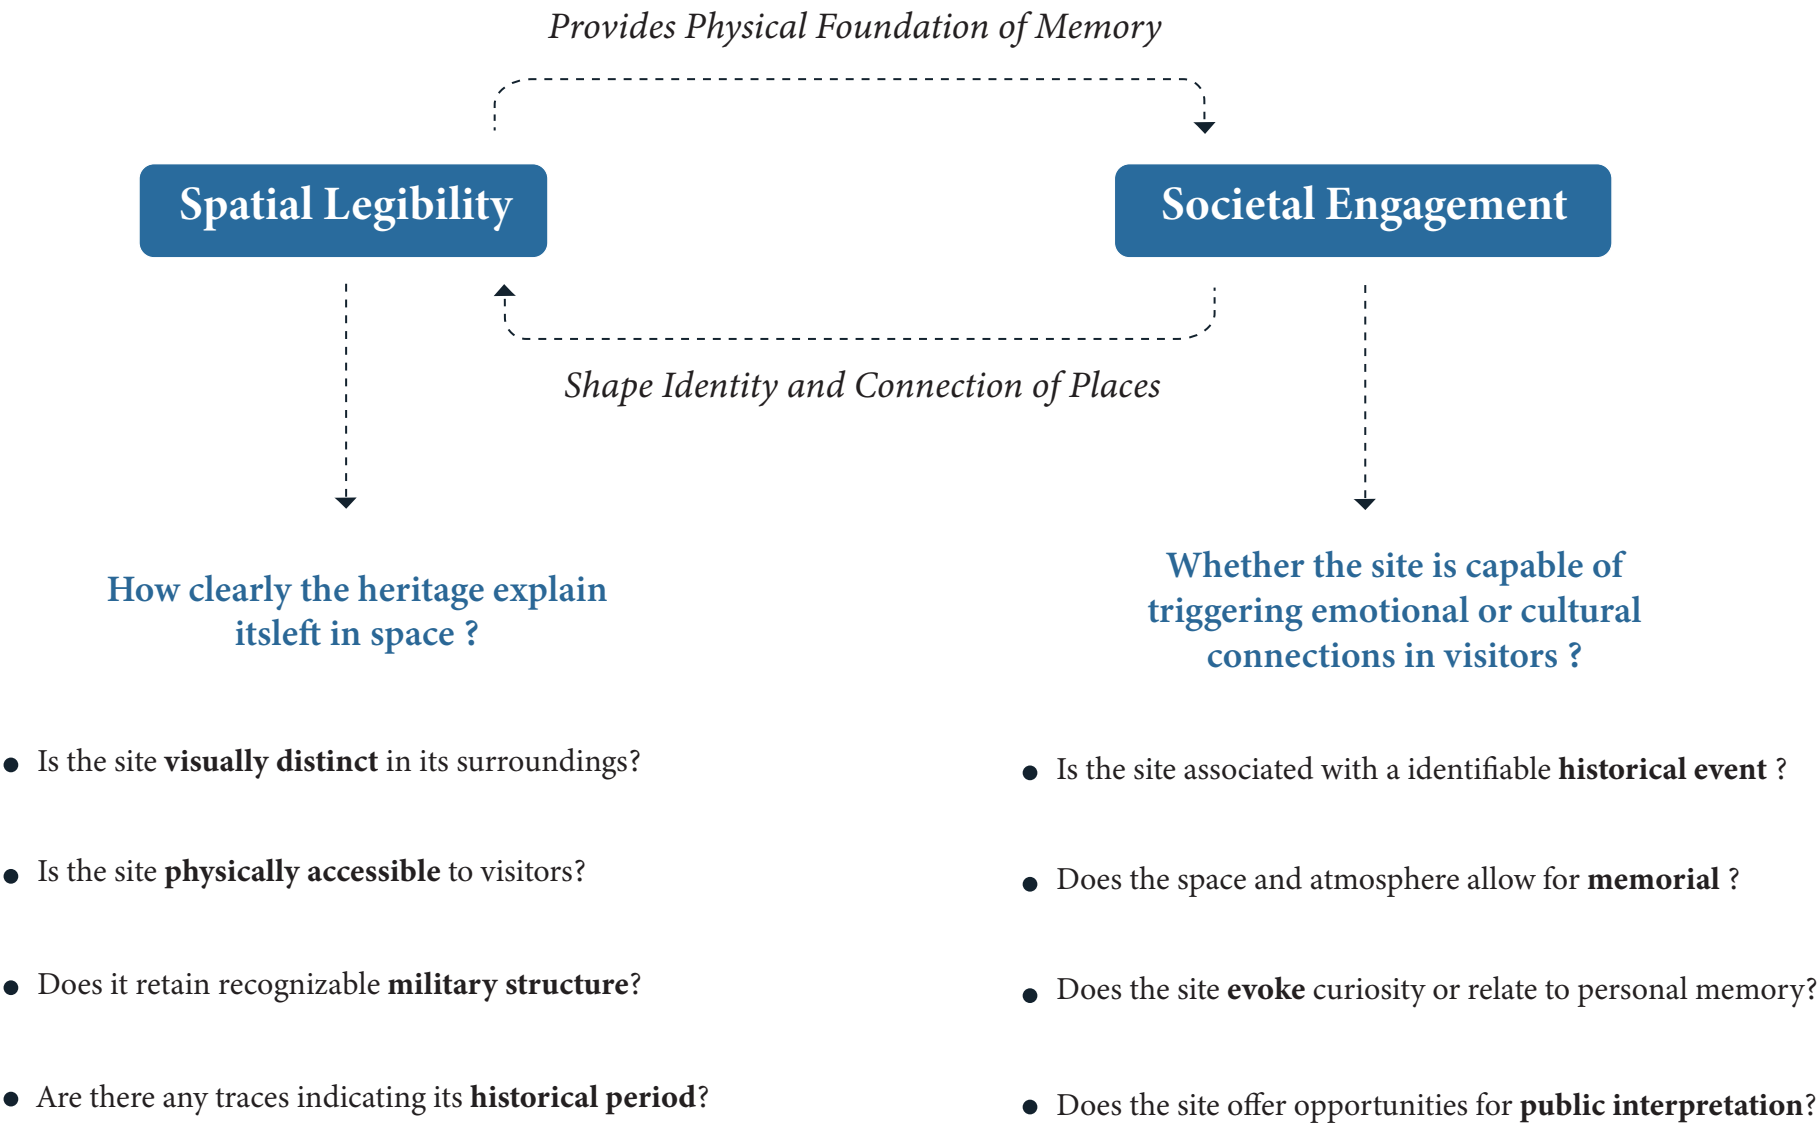 Provides Physical Foundation of Memory
Spatial Legibility
Societal Engagement
Shape Identity and Connection of Places
How clearly the heritage explain
itsleft in space ?
Whether the site is capable of
triggering emotional or cultural
connections in visitors ?
Is the site visually distinct in its surroundings?
Is the site physically accessible to visitors?
Does it retain recognizable military structure?
Are there any traces indicating its historical period?
Is the site associated with a identifiable historical event ?
Does the space and atmosphere allow for memorial ?
Does the site evoke curiosity or relate to personal memory?
Does the site offer opportunities for public interpretation?